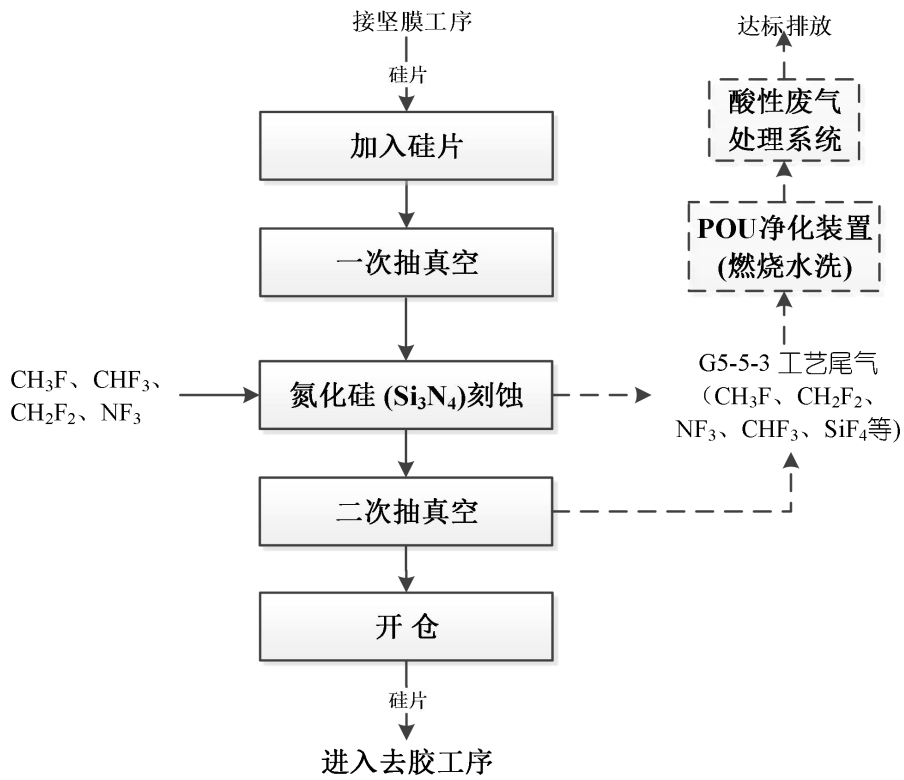 接坚膜工序
硅片
加入硅片
一次抽真空
CH₃F、CHF₃、
CH₂F₂、NF₃
氮化硅 (Si₃N₄)刻蚀
二次抽真空
开 仓
硅片
进入去胶工序
达标排放
酸性废气
处理系统
POU净化装置
(燃烧水洗)
G5-5-3 工艺尾气
（CH₃F、CH₂F₂、
NF₃、CHF₃、SiF₄等)